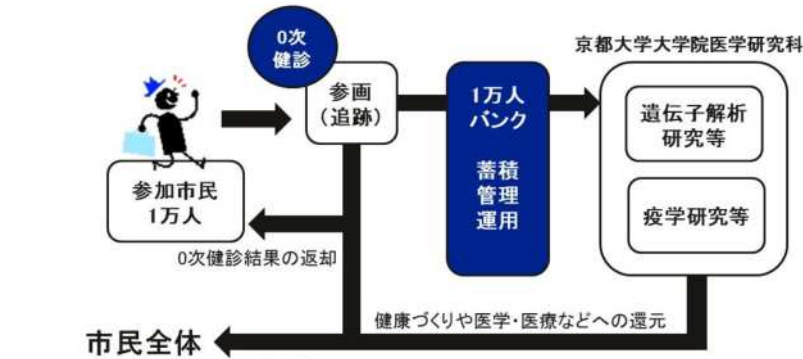 0次
健診
京都大学大学院医学研究科
参画
(追跡)
1万人
バンク
蓄積
管理
運用
遺伝子解析
研究等
疫学研究等
参加市民
1万人
0次健診結果の返却
健康づくりや医学・医療などへの還元
市民全体